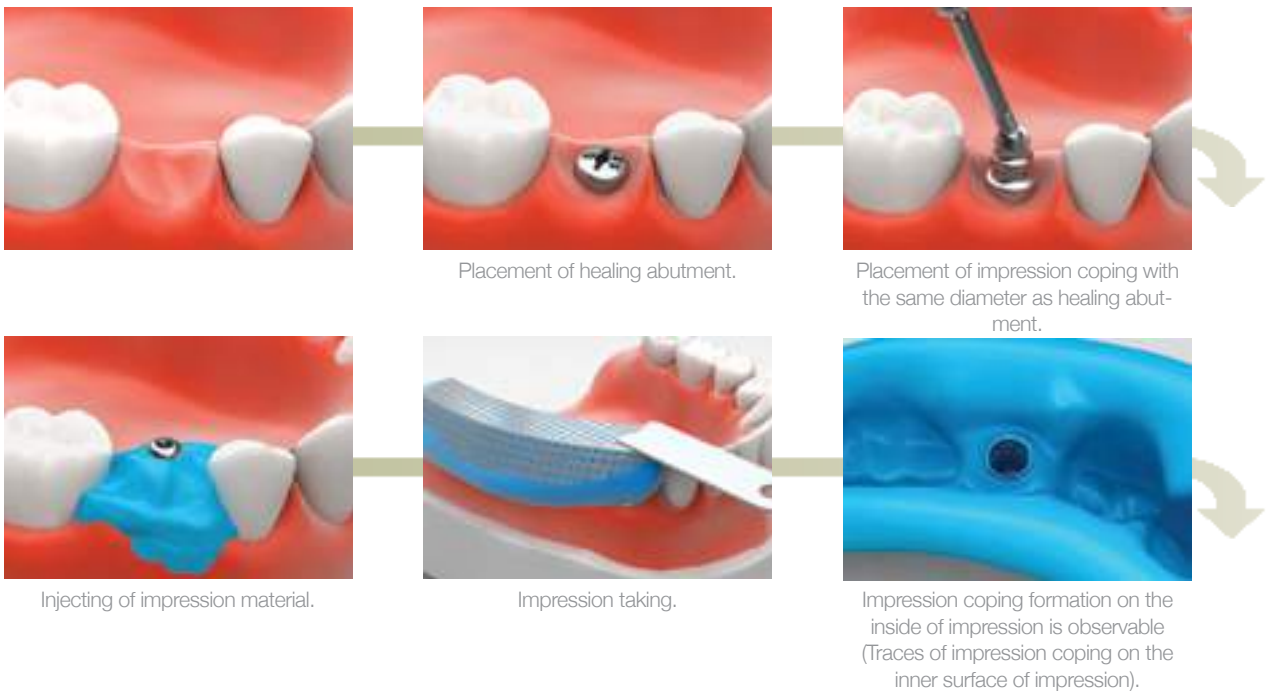 Placement of healing abutment.
Placement of impression coping with
the same diameter as healing abut-
ment.
Injecting of impression material.
Impression taking.
Impression coping formation on the
inside of impression is observable
(Traces of impression coping on the
inner surface of impression).